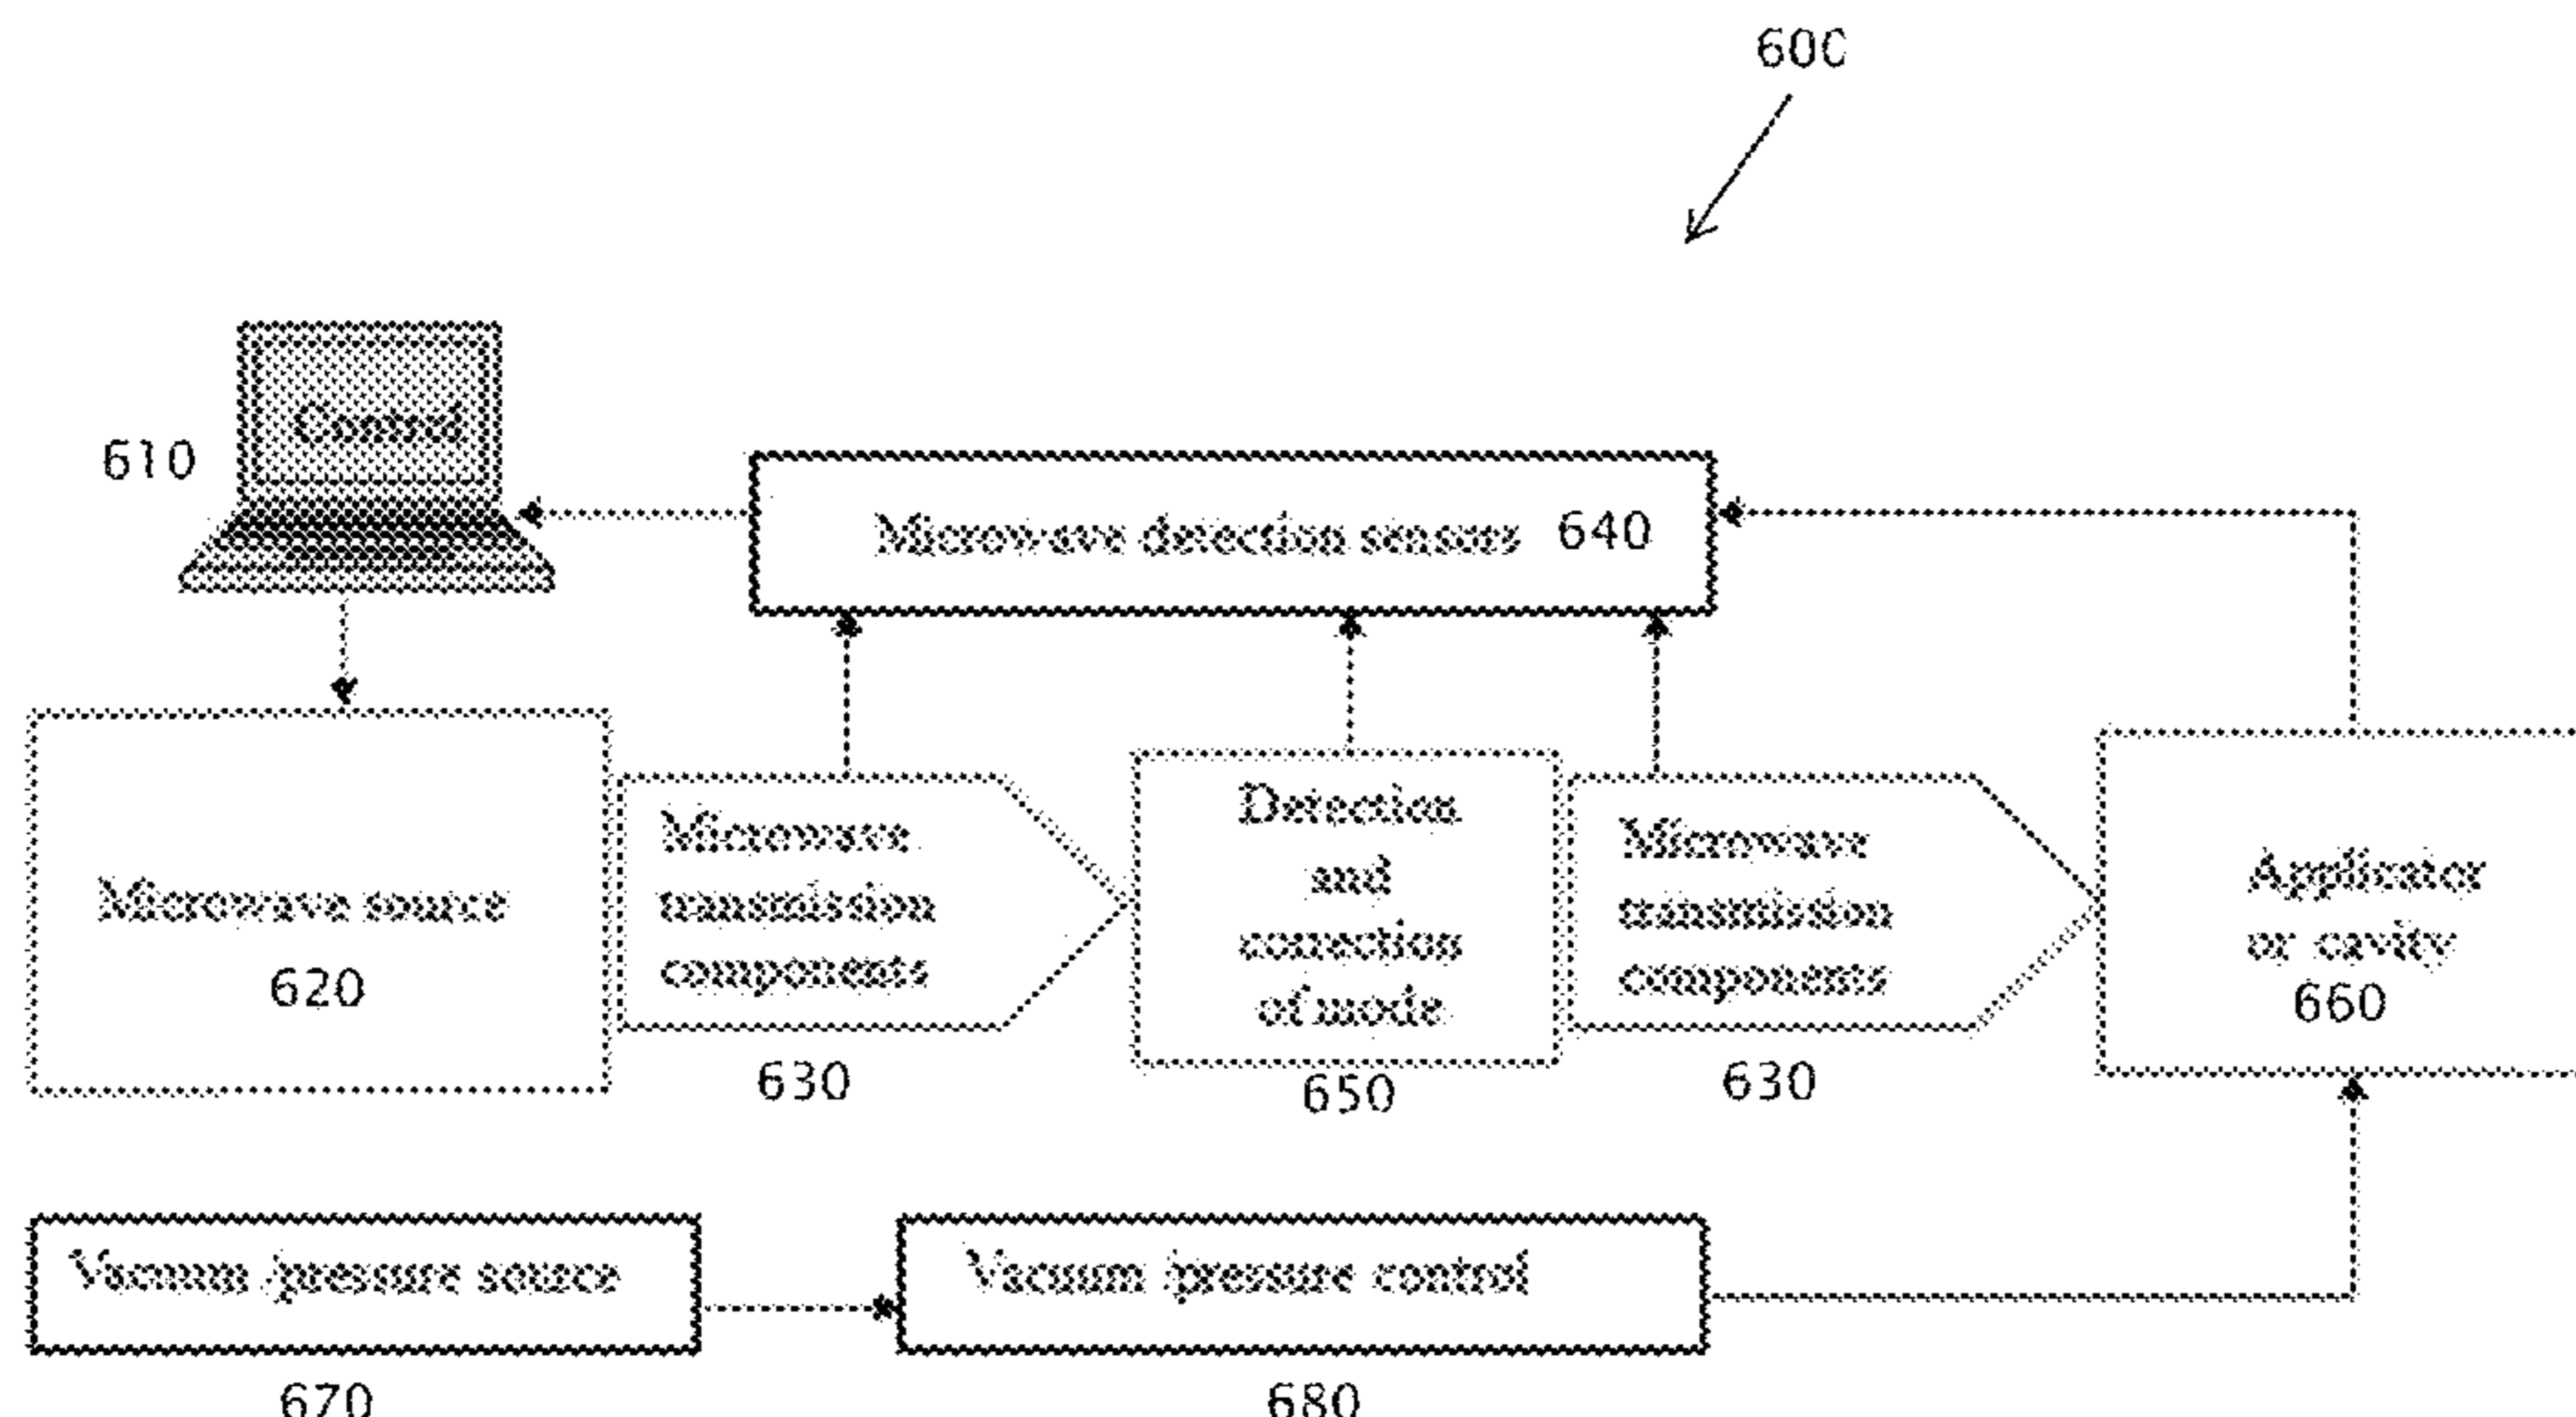 600
Control
610
Microwave detection sensors 640
Microwave source
620
Microwave
transmission
components
630
Detection
and
correction
of mode
650
Microwave
transmission
components
630
Applicator
or cavity
660
Vacuum /pressure source
670
Vacuum /pressure control
680